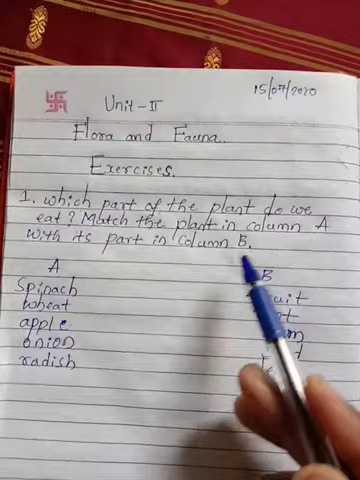 15/07/2020
Unit-II
Flora and Fauna.
Exercises.
1. which part of the plant do we
eat? Match the plant in column A
with its part in column B.
A B
Spinach
wheat
apple
onion
radish